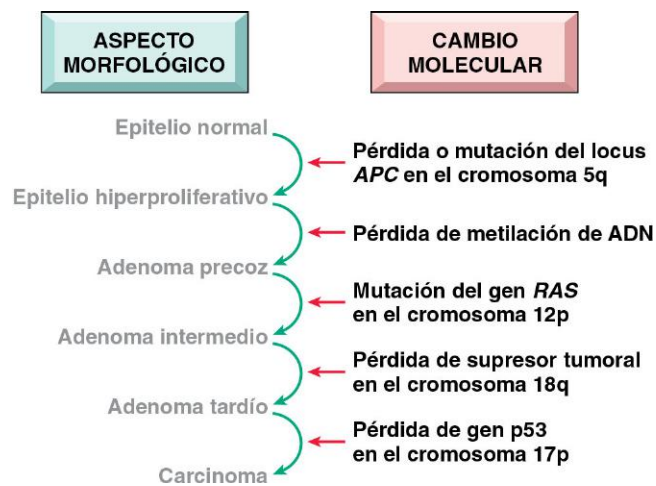 ASPECTO
MORFOLÓGICO
CAMBIO
MOLECULAR
Epitelio normal
Pérdida o mutación del locus
APC en el cromosoma 5q
Epitelio hiperproliferativo
Pérdida de metilación de ADN
Adenoma precoz
Mutación del gen RAS
en el cromosoma 12p
Adenoma intermedio
Pérdida de supresor tumoral
en el cromosoma 18q
Adenoma tardío
Pérdida de gen p53
en el cromosoma 17p
Carcinoma